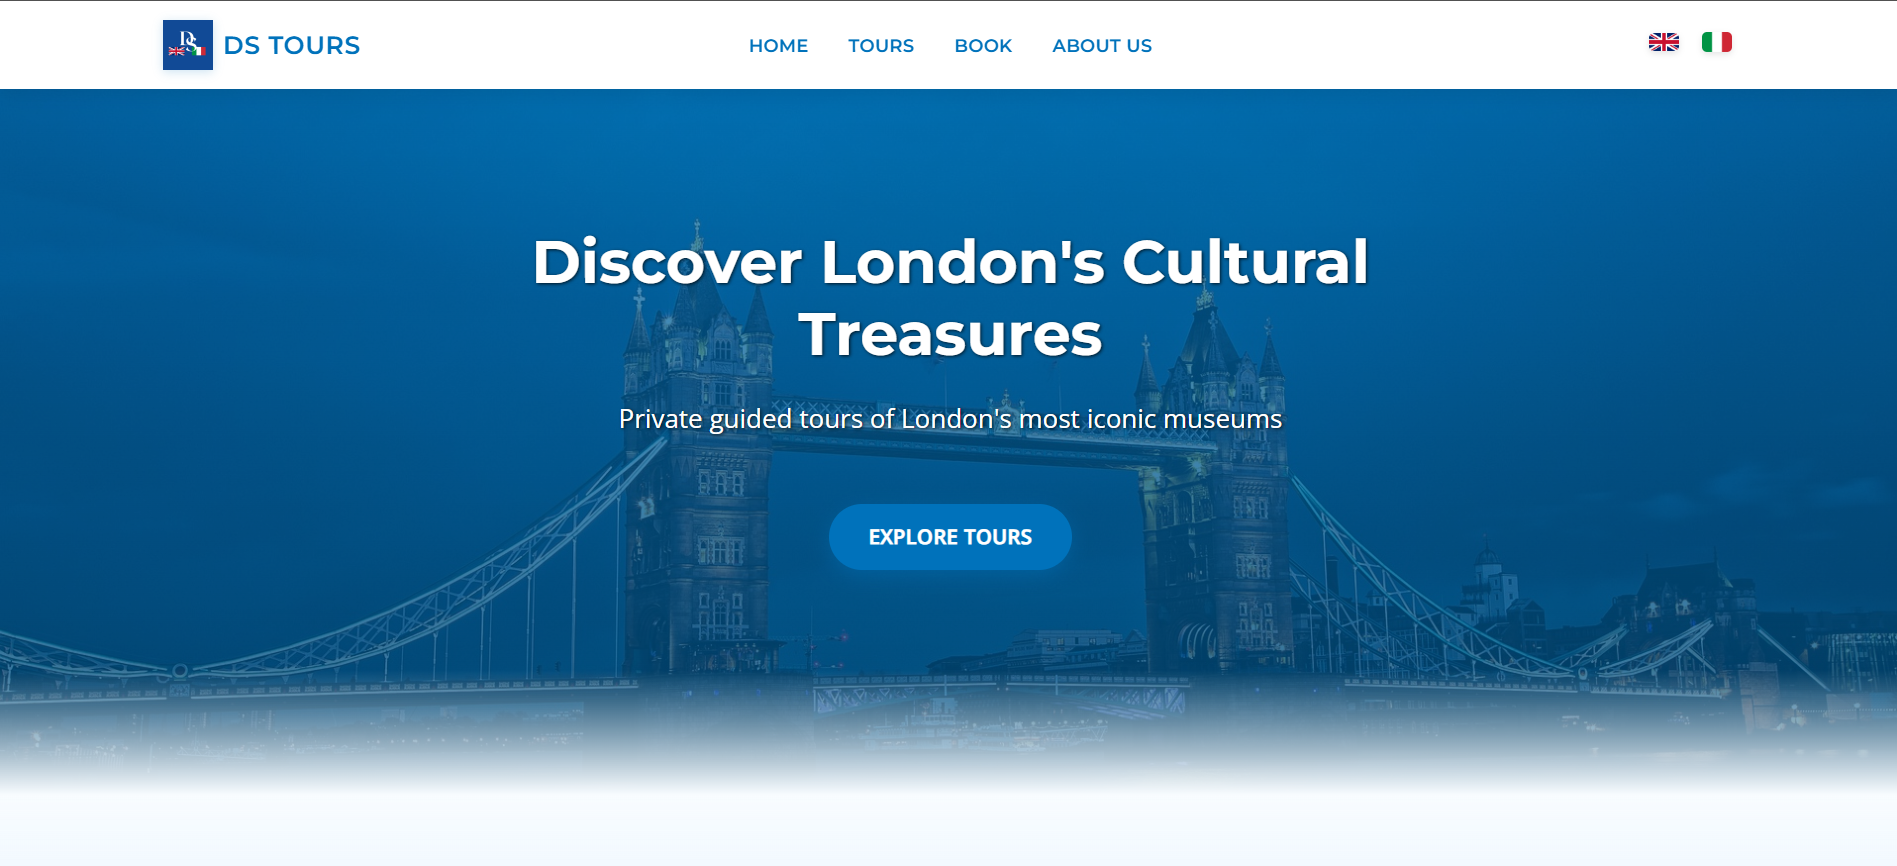 DS
DS TOURS
HOME
TOURS
BOOK
ABOUT US
Discover London's Cultural
Treasures
Private guided tours of London's most iconic museums
EXPLORE TOURS